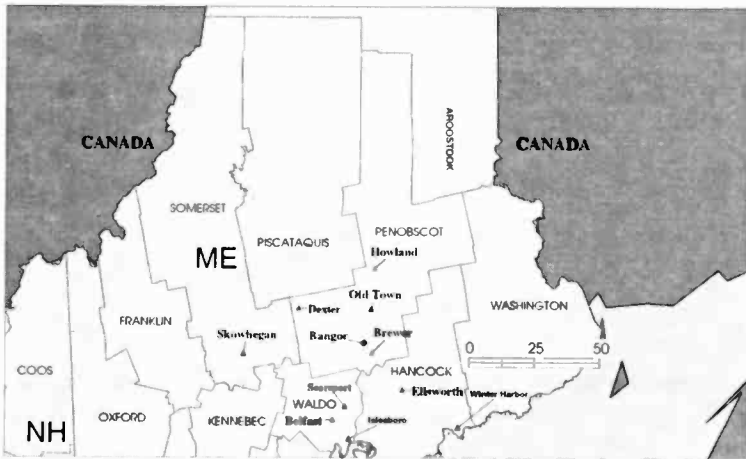 CANADA
CANADA
AROOSTOOK
SOMERSET
PISCATAQUIS
PENOBSCOT
ME
Howland
Dexter
Old Town
WASHINGTON
FRANKLIN
Skowhegan
Bangor
Brewer
0 25 50
COOS
HANCOCK
Ellsworth
Winter Harbor
Searsport
WALDO
OXFORD
KENNEBEC
Belfast
Islesboro
NH